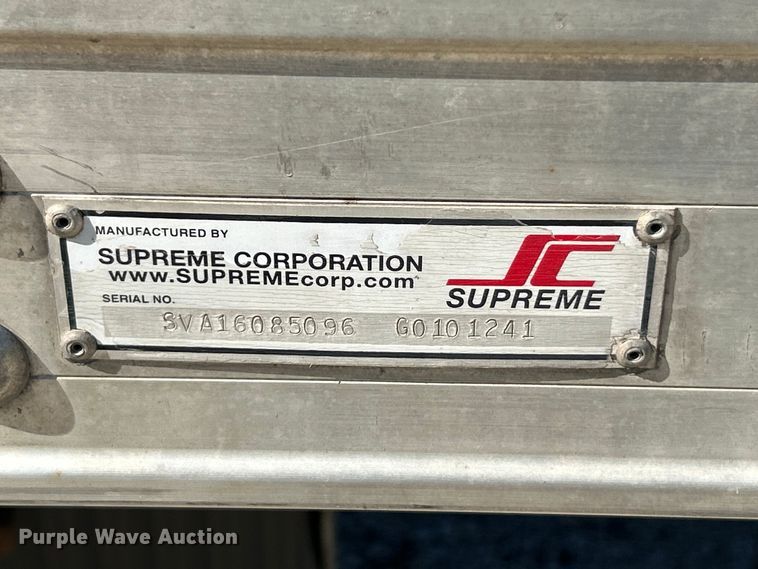 MANUFACTURED BY
SUPREME CORPORATION
www.SUPREMEcorp.com
SERIAL NO.
SVA16085096 G0101241
SC
SUPREME
Purple Wave Auction